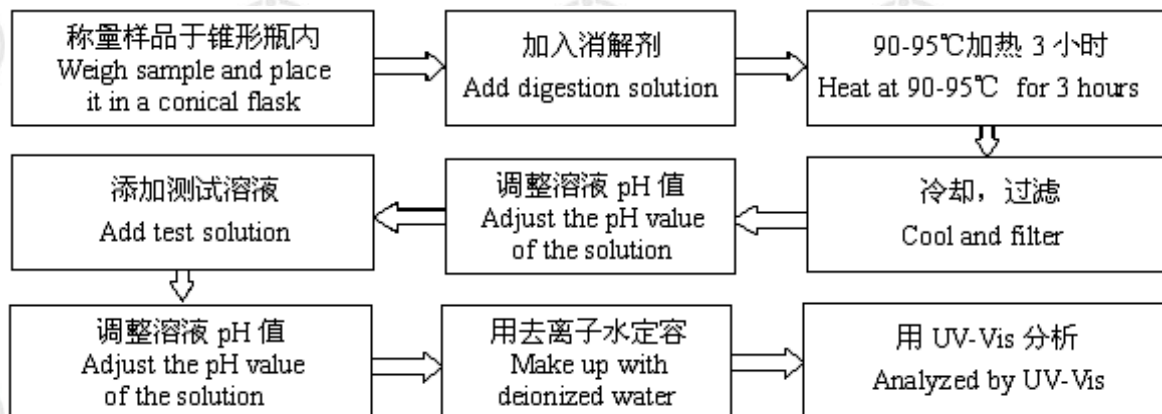 称量样品于锥形瓶内
Weigh sample and place
it in a conical flask
加入消解剂
Add digestion solution
90-95℃加热 3 小时
Heat at 90-95℃ for 3 hours
冷却，过滤
Cool and filter
调整溶液 pH 值
Adjust the pH value
of the solution
添加测试溶液
Add test solution
调整溶液 pH 值
Adjust the pH value
of the solution
用去离子水定容
Make up with
deionized water
用 UV-Vis 分析
Analyzed by UV-Vis